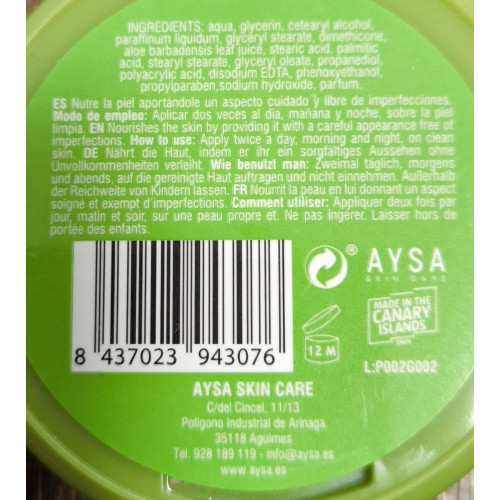 INGREDIENTS: aqua, glycerin, cetearyl alcohol,
paraffinum liquidum, glyceryl stearate, dimethicone,
aloe barbadensis leaf juice, stearic acid, palmitic
acid, stearyl stearate, glyceryl oleate, propanediol,
polyacrylic acid, disodium EDTA, phenoxyethanol,
propylparaben,sodium hydroxide, parfum.
ES Nutre la piel aportándole un aspecto cuidado y libre de imperfecciones.
Modo de empleo: Aplicar dos veces al día, mañana y noche, sobre la piel
limpia. EN Nourishes the skin by providing it with a careful appearance free of
imperfections. How to use: Apply twice a day, morning and night, on clean
skin. DE Nährt die Haut, indem er ihr ein sorgfältiges Aussehen ohne
Unvollkommenheiten verleiht. Wie benutzt man: Zweimal täglich, morgens
und abends, auf die gereinigte Haut auftragen und nicht einnehmen. Außerhalb
der Reichweite von Kindern lassen. FR Nourrit la peau en lui donnant un aspect
soigné et exempt d'imperfections. Comment utiliser: Appliquer deux fois par
jour, matin et soir, sur une peau propre et. Ne pas ingérer. Laisser hors de
portée des enfants.
® AYSA
SKIN CARE
MADE IN THE
CANARY
ISLANDS
12 M
L:P002G002
8 437023 943076
AYSA SKIN CARE
C/del Cincel, 11/13
Polígono Industrial de Arinaga
35118 Agüimes
Tel. 928 189 119 - info@aysa.es
www.aysa.es